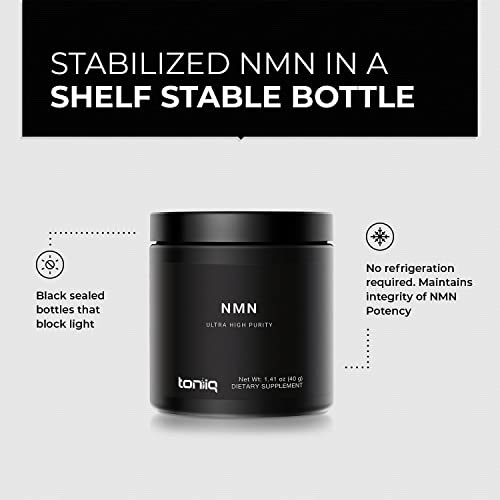 STABILIZED NMN IN A
SHELF STABLE BOTTLE
Black sealed
bottles that
block light
No refrigeration
required. Maintains
integrity of NMN
Potency
NMN
ULTRA HIGH PURITY
toniiq
Net Wt: 1.41 oz (40 g)
DIETARY SUPPLEMENT